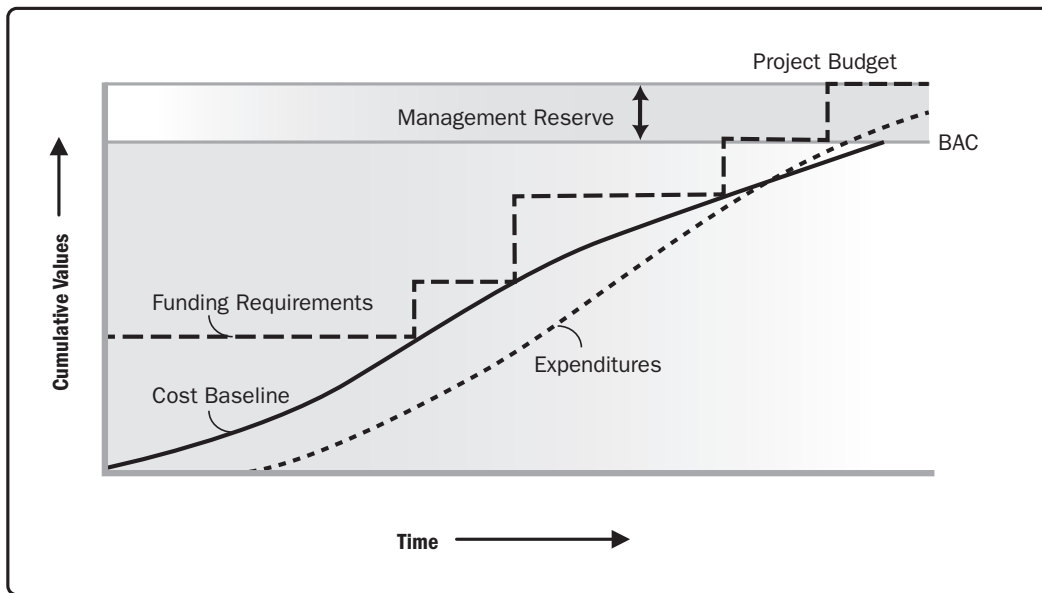 Project Budget
Management Reserve
BAC
Cumulative Values
Funding Requirements
Expenditures
Cost Baseline
Time